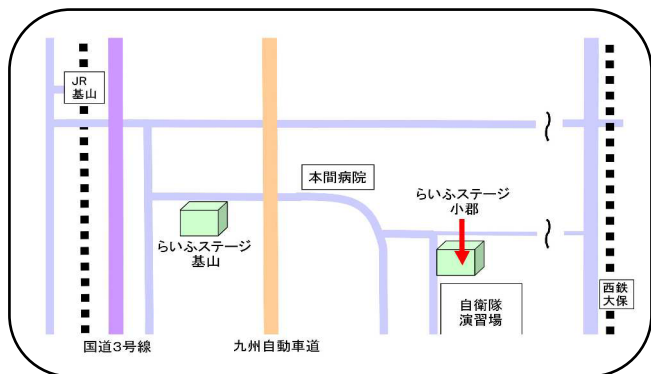 JR
基山
本間病院
らいふステージ
小郡
らいふステージ
基山
西鉄
大保
自衛隊
演習場
国道3号線
九州自動車道